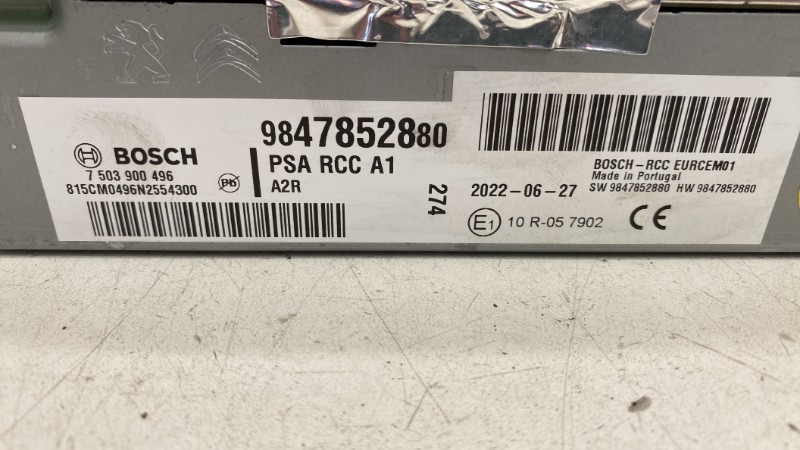 BOSCH
7 503 900 496
815CM0496N2554300
Pb
9847852880
PSA RCC A1
A2R
274
BOSCH-RCC EURCEM01
Made in Portugal
2022-06-27
SW 9847852880 HW 9847852880
E1
10 R-05 7902
CE